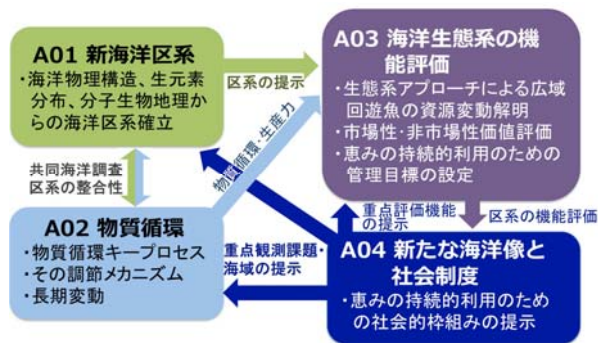 A01 新海洋区系
・海洋物理構造、生元素
分布、分子生物地理か
らの海洋区系確立
区系の提示
A03 海洋生態系の機
能評価
・生態系アプローチによる広域
回遊魚の資源変動解明
・市場性・非市場性価値評価
・恵みの持続的利用のための
管理目標の設定
共同海洋調査
区系の整合性
物質循環・生産力
A02 物質循環
・物質循環キープロセス
・その調節メカニズム
・長期変動
重点観測課題・
海域の提示
重点評価機能
の提示
区系の機能評価
A04 新たな海洋像と
社会制度
・恵みの持続的利用のため
の社会的枠組みの提示